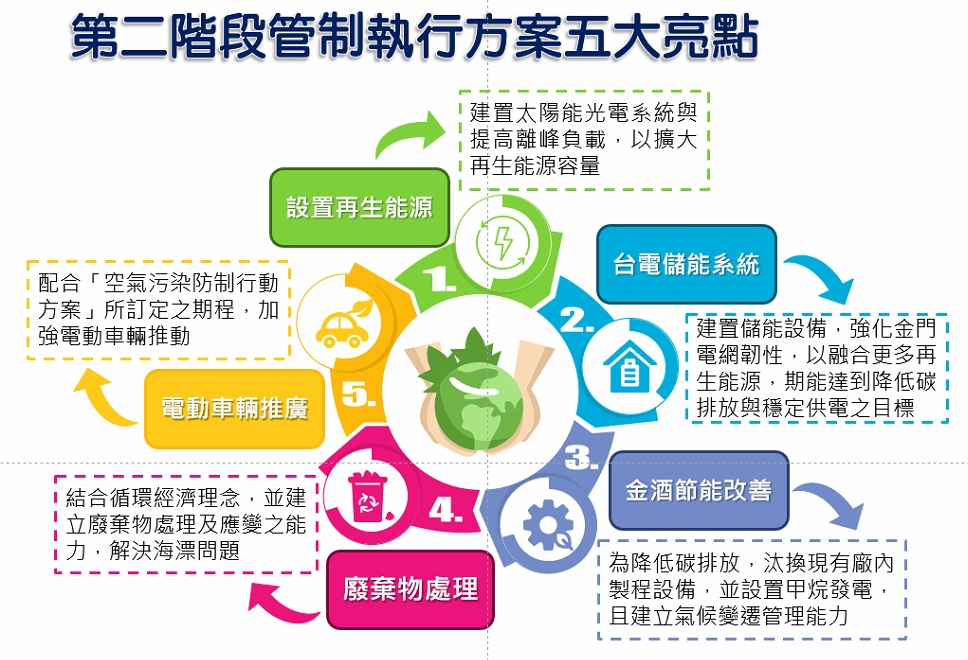 第二階段管制執行方案五大亮點
建置太陽能光電系統與
提高離峰負載，以擴大
再生能源容量
設置再生能源
1.
台電儲能系統
2.
建置儲能設備，強化金門
電網韌性，以融合更多再
生能源，期能達到降低碳
排放與穩定供電之目標
3.
金酒節能改善
為降低碳排放，汰換現有廠內
製程設備，並設置甲烷發電，
且建立氣候變遷管理能力
4.
廢棄物處理
結合循環經濟理念，並建
立廢棄物處理及應變之能
力，解決海漂問題
5.
電動車輛推廣
配合「空氣污染防制行動
方案」所訂定之期程，加
強電動車輛推動